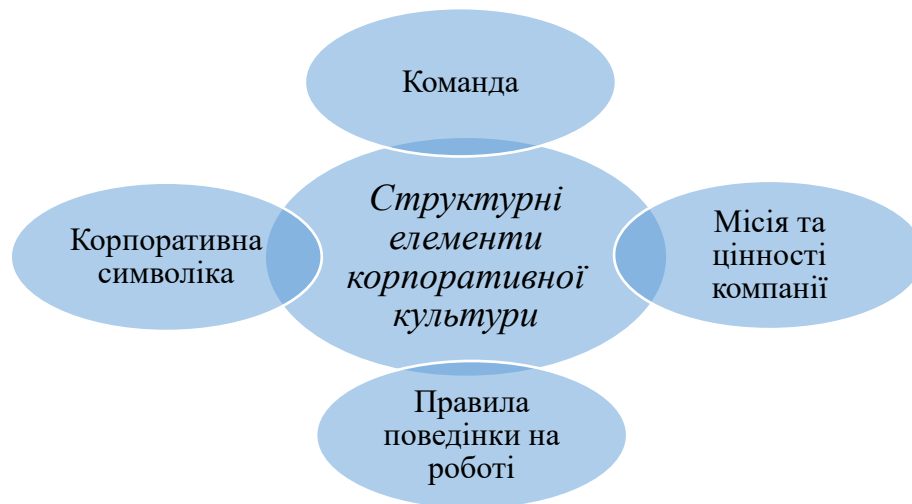 Команда
Структурні
елементи
корпоративної
культури
Корпоративна
символіка
Місія та
цінності
компанії
Правила
поведінки на
роботі